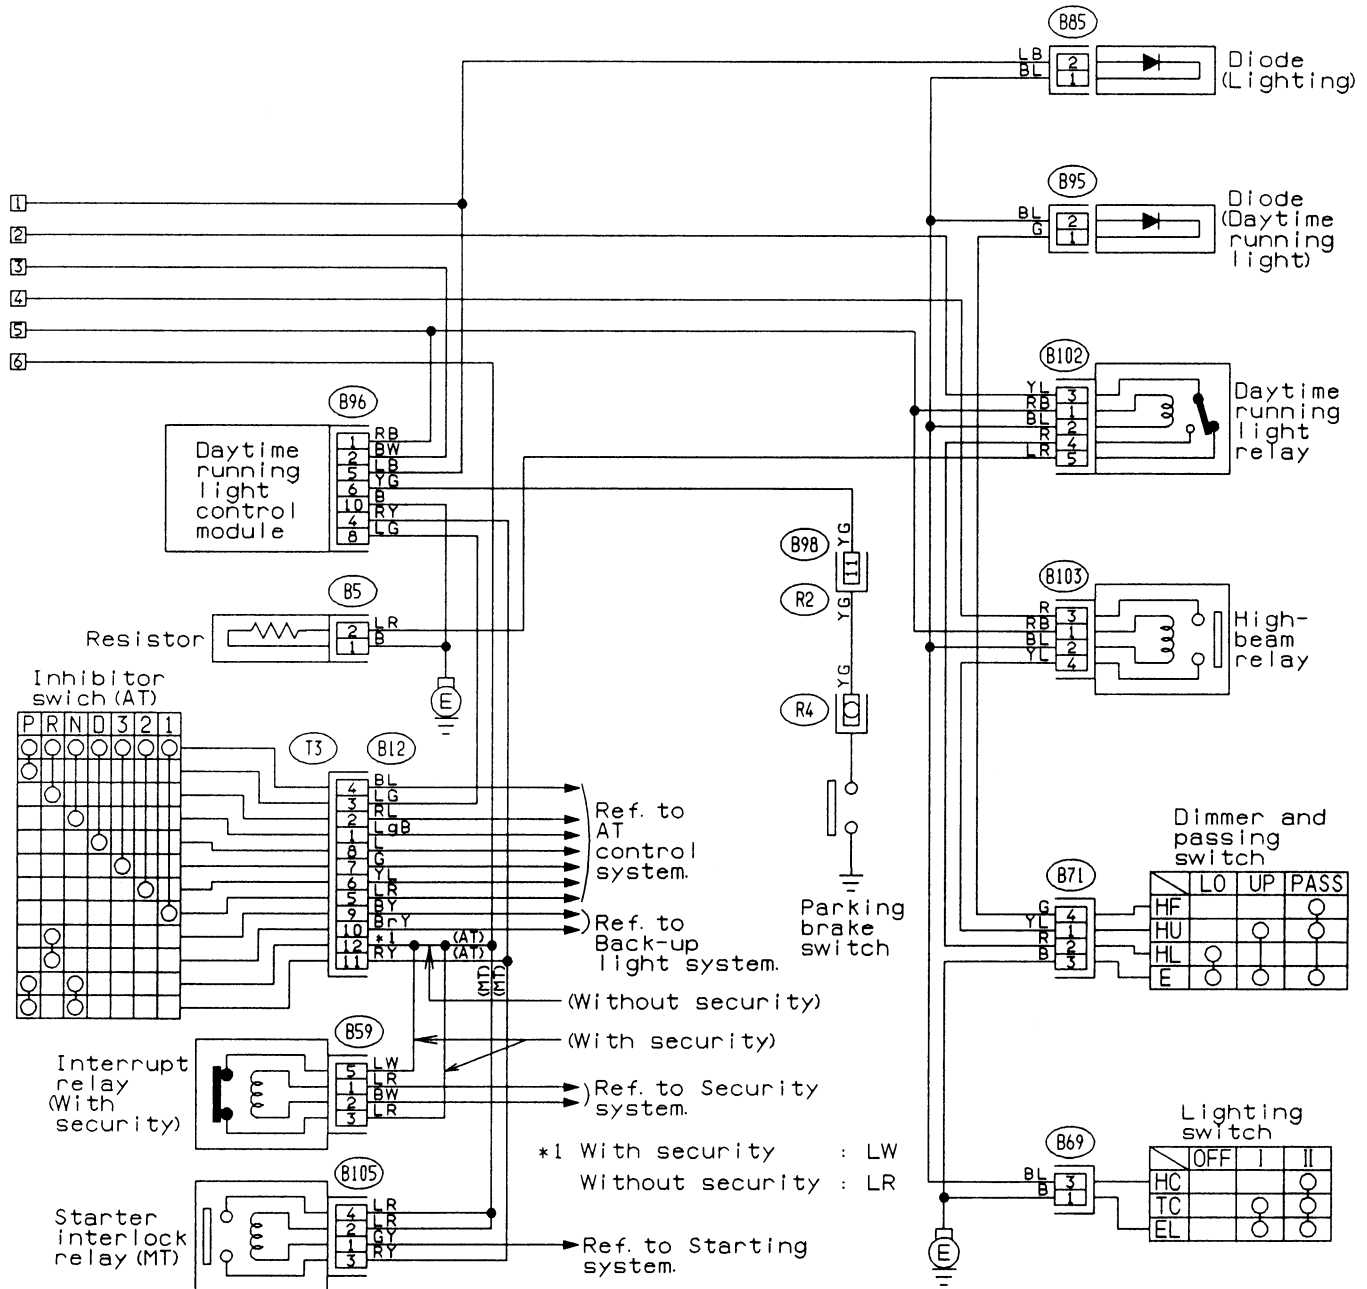 B85
LB
BL
2
1
Diode
(Lighting)
B95
BL
G
2
1
Diode
(Daytime
running
light)
1
2
3
4
5
6
B102
YL
RB
BL
R
LR
3
1
2
4
5
Daytime
running
light
relay
B96
Daytime
running
light
control
module
1 RB
2 BW
5 LB
6 YG
10 B
4 RY
8 LG
YG
B98
11
R2
YG
YG
R4
Parking
brake
switch
B103
R
RB
BL
YL
3
1
2
4
High-
beam
relay
B5
Resistor
2 LR
1 B
E
Inhibitor
swich (AT)
P R N D 3 2 1
T3
B12
4 BL
3 LG
2 RL
1 LgB
8 L
7 G
6 YL
5 LR
9 BY
10 BrY
12 *1 (AT)
11 RY (AT)
(MT)
(MT)
Ref. to
AT
control
system.
Ref. to
Back-up
light system.
(Without security)
(With security)
Dimmer and
passing
switch
LO UP PASS
HF
HU
HL
E
B71
G
YL
R
B
4
1
2
3
B59
Interrupt
relay
(With
security)
5 LW
1 LR
2 BW
3 LR
Ref. to Security
system.
*1 With security : LW
Without security : LR
B105
Starter
interlock
relay (MT)
4 LR
2 LR
1 GY
3 RY
Ref. to Starting
system.
B69
BL
B
3
1
Lighting
switch
OFF I II
HC
TC
EL
E